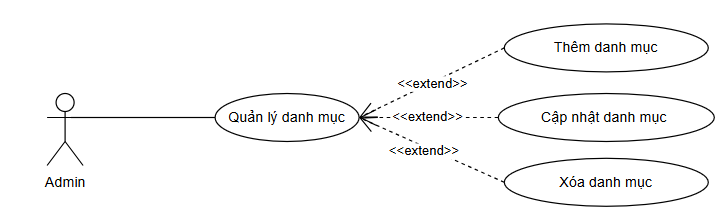 Thêm danh mục
<<extend>>
Quản lý danh mục
<<extend>>
Cập nhật danh mục
<<extend>>
Xóa danh mục
Admin